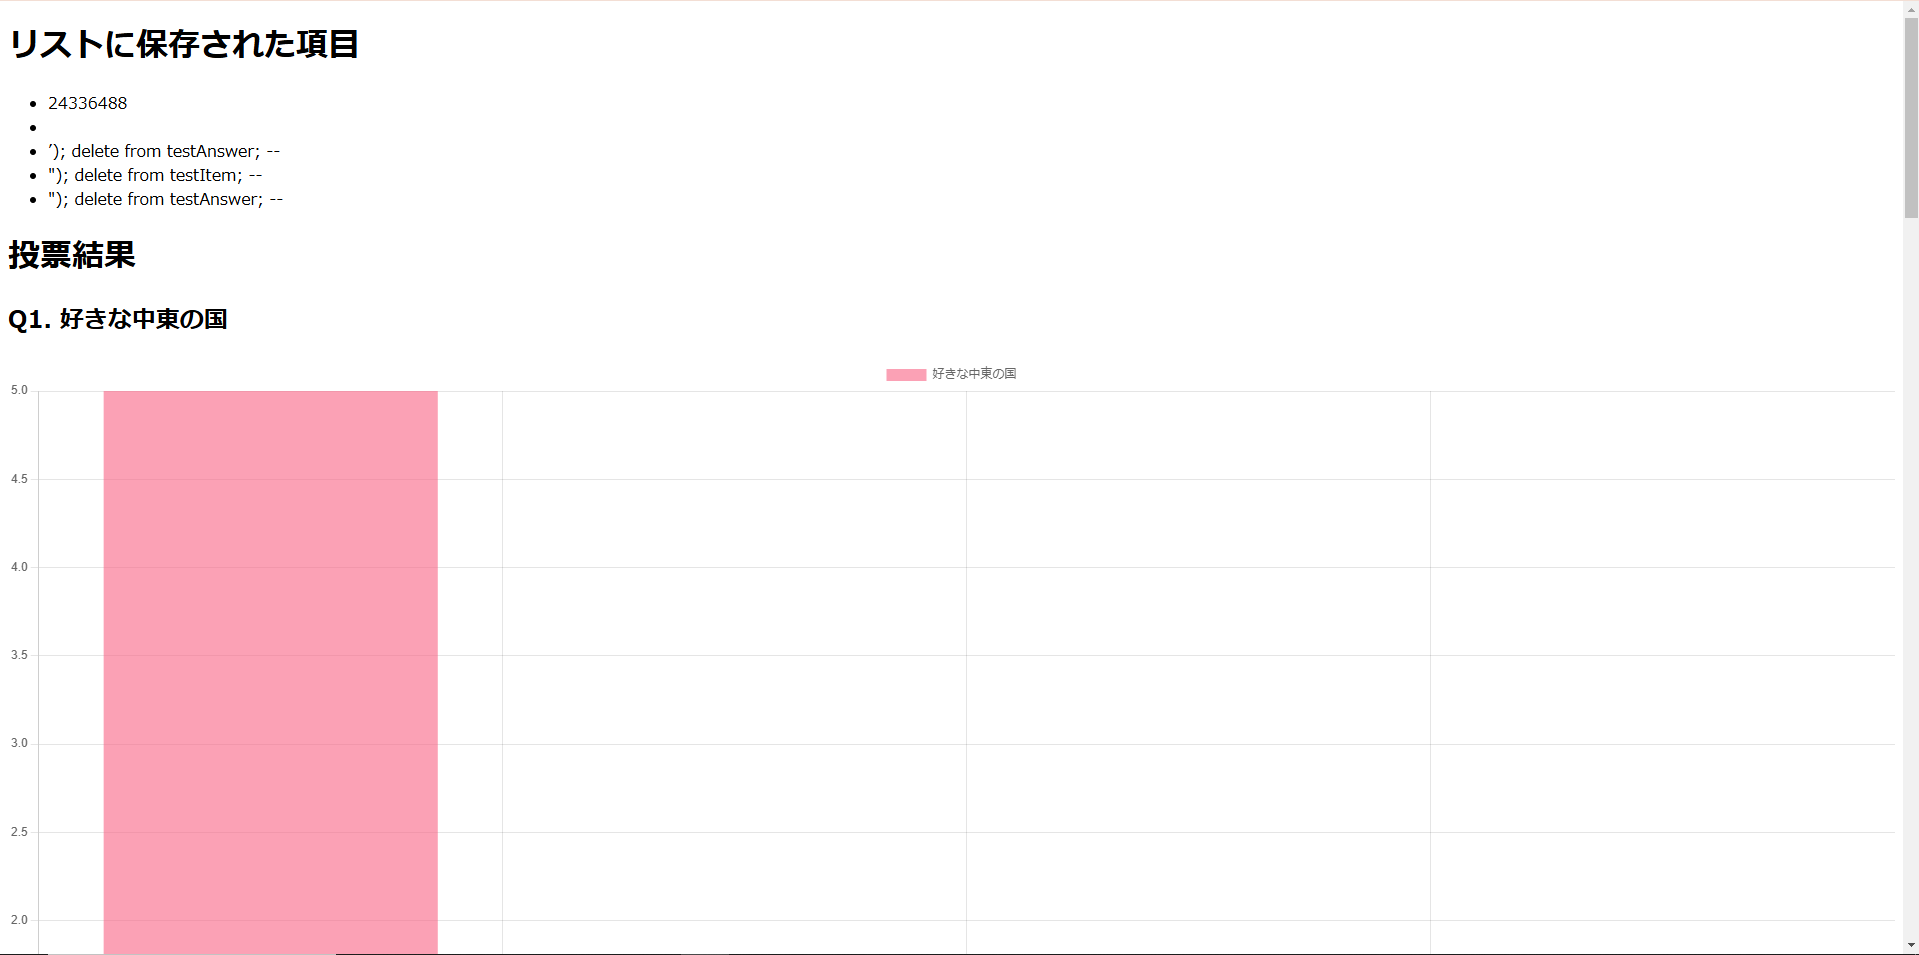 リストに保存された項目
24336488
’); delete from testAnswer; --
"); delete from testItem; --
"); delete from testAnswer; --
投票結果
Q1. 好きな中東の国
好きな中東の国
5.0
4.5
4.0
3.5
3.0
2.5
2.0